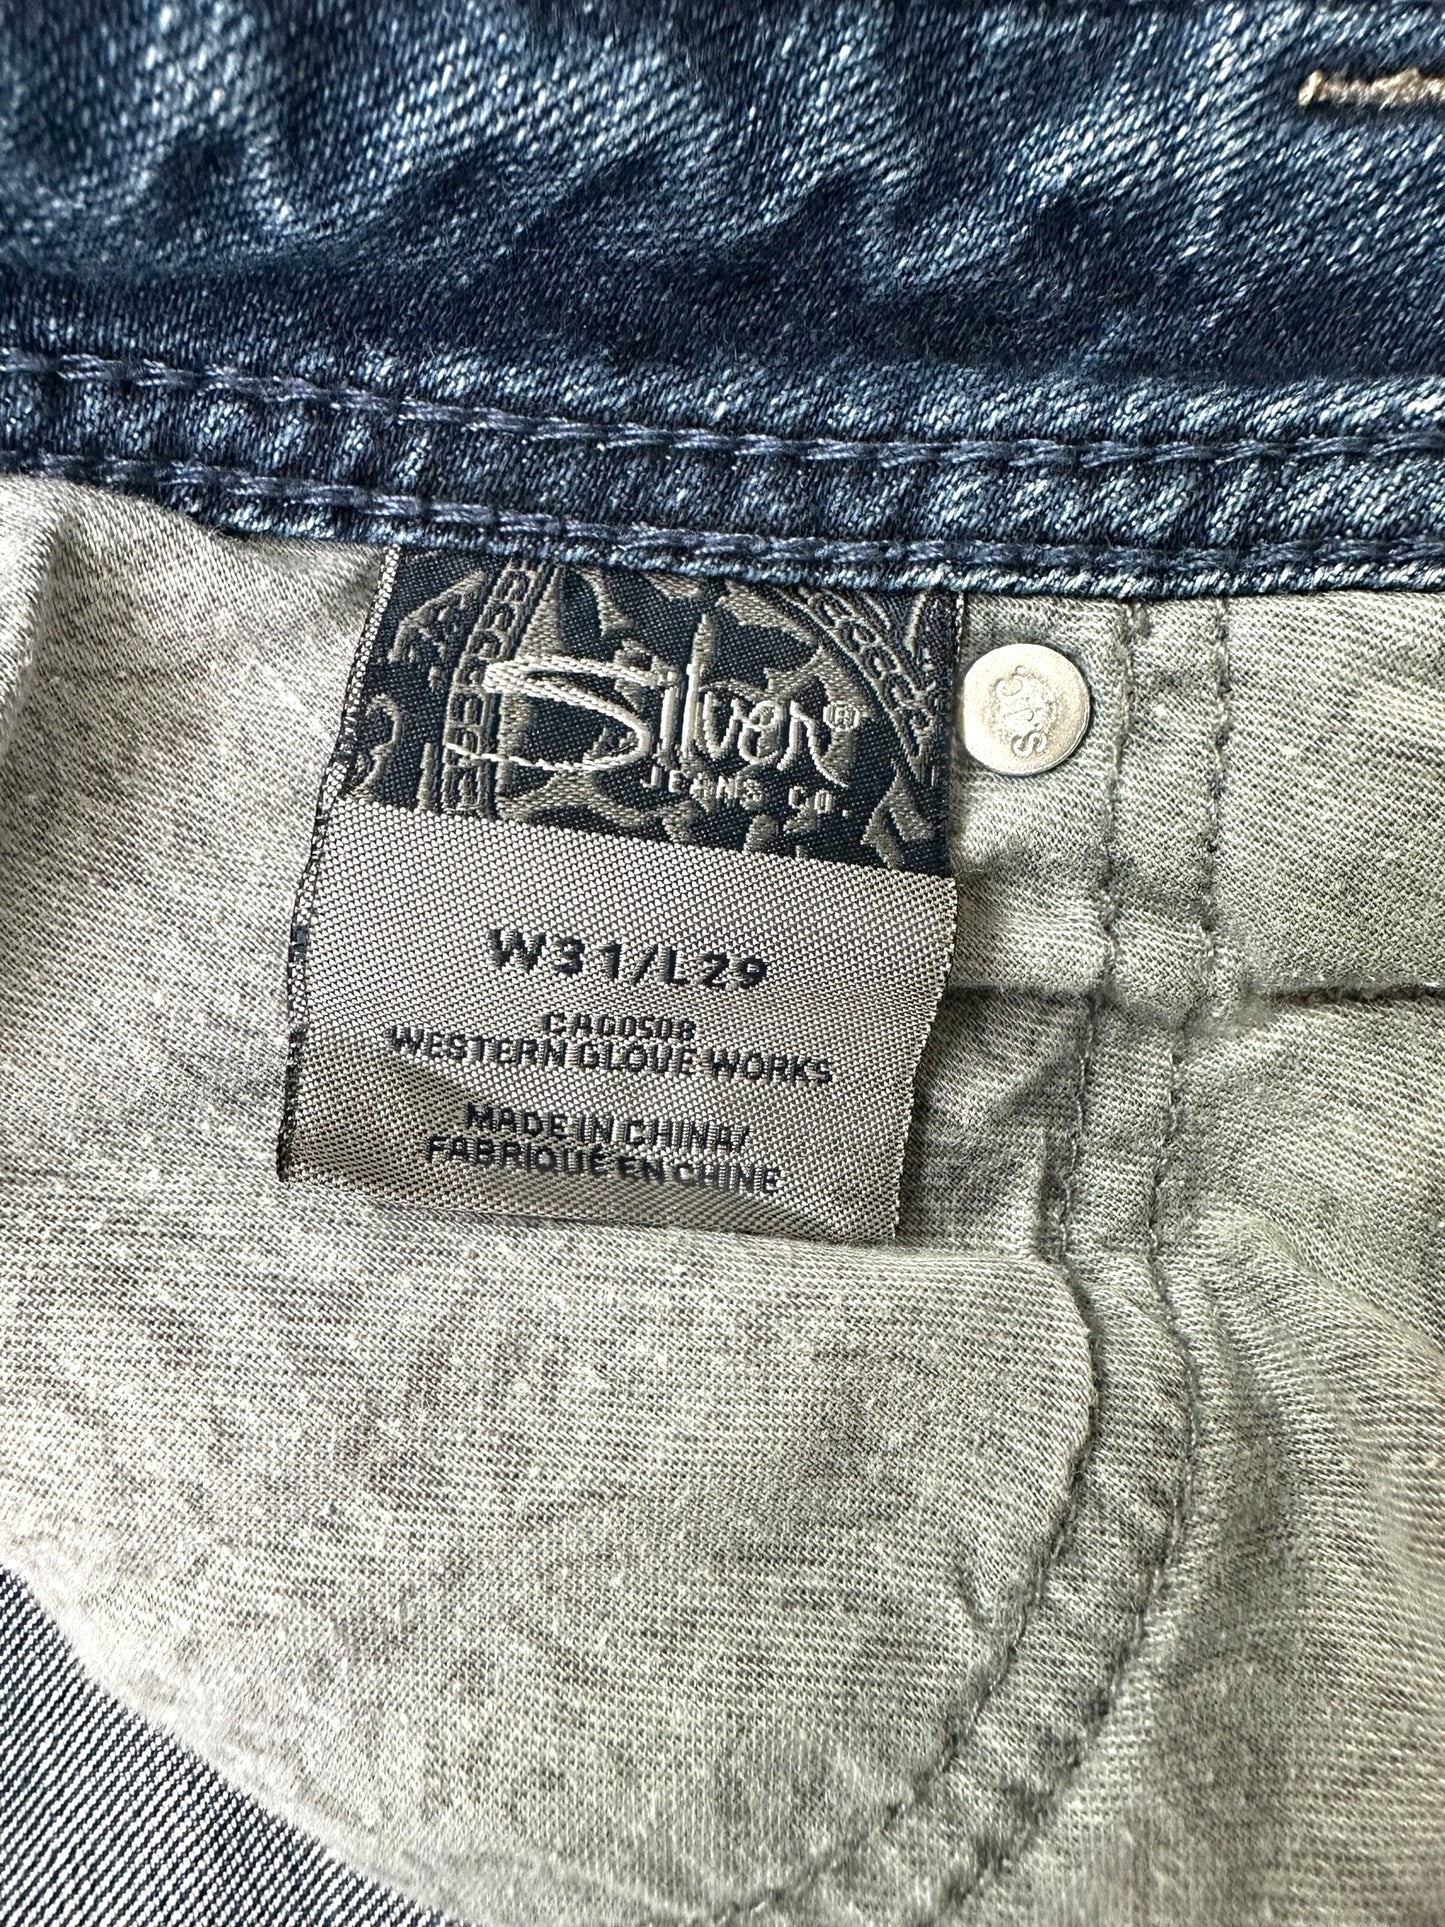 Silver®
JEANS CO.
W31/L29
CA00508
WESTERN GLOVE WORKS
MADE IN CHINA/
FABRIQUÉ EN CHINE